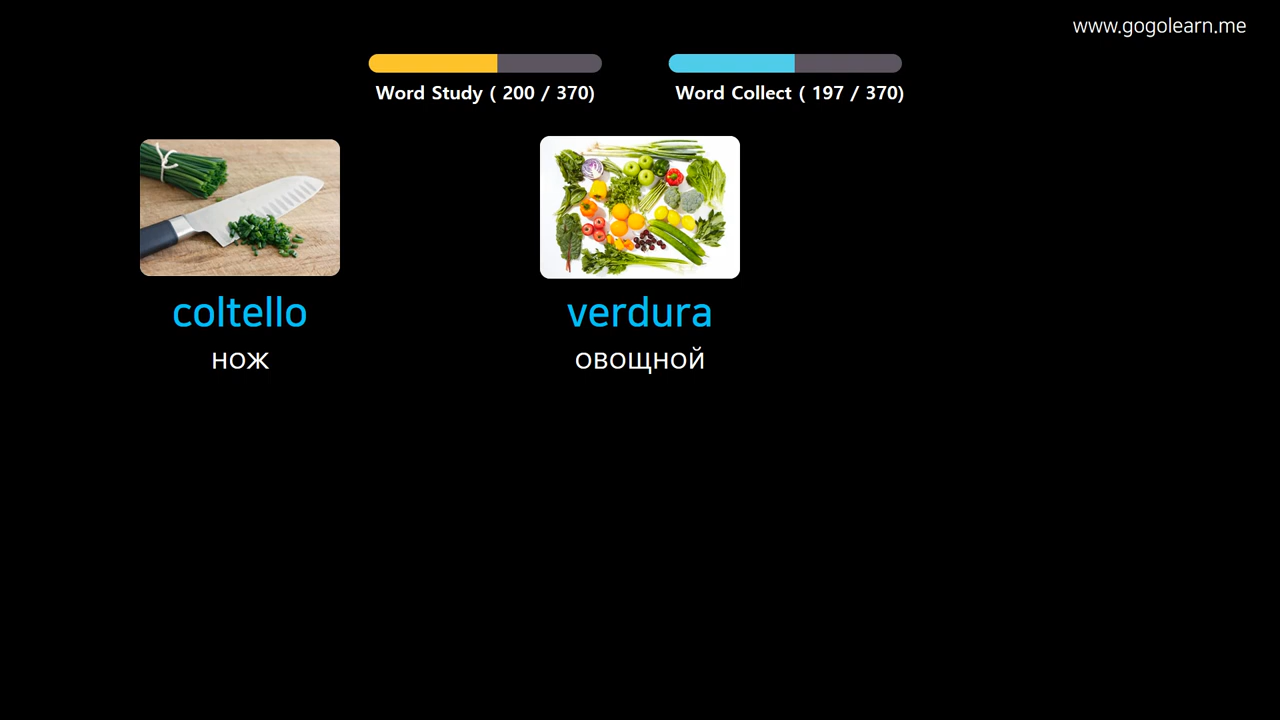 www.gogolearn.me
Word Study ( 200 / 370)
Word Collect ( 197 / 370)
coltello
нож
verdura
овощной